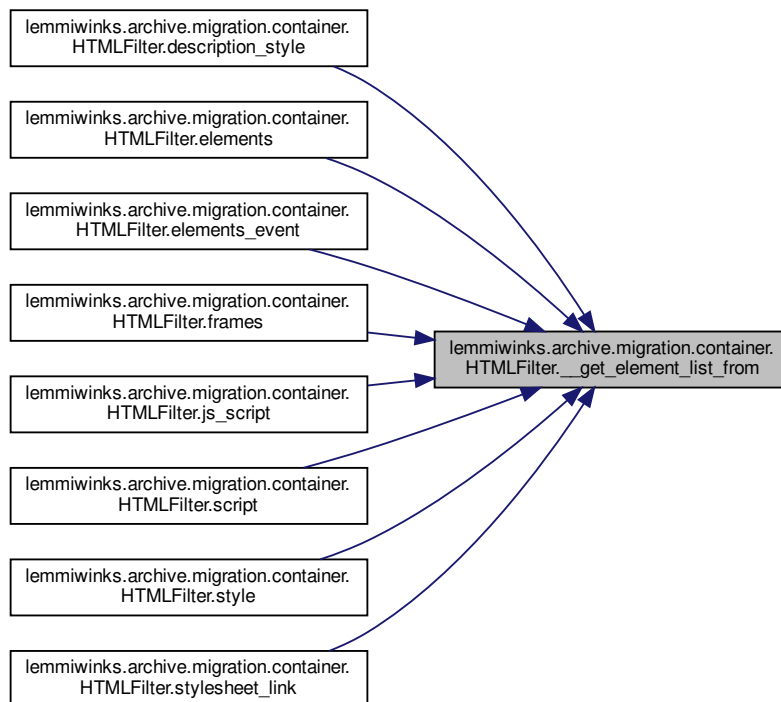 lemmiwinks.archive.migration.container.
HTMLFilter.description_style
lemmiwinks.archive.migration.container.
HTMLFilter.elements
lemmiwinks.archive.migration.container.
HTMLFilter.elements_event
lemmiwinks.archive.migration.container.
HTMLFilter.frames
lemmiwinks.archive.migration.container.
HTMLFilter.__get_element_list_from
lemmiwinks.archive.migration.container.
HTMLFilter.js_script
lemmiwinks.archive.migration.container.
HTMLFilter.script
lemmiwinks.archive.migration.container.
HTMLFilter.style
lemmiwinks.archive.migration.container.
HTMLFilter.stylesheet_link